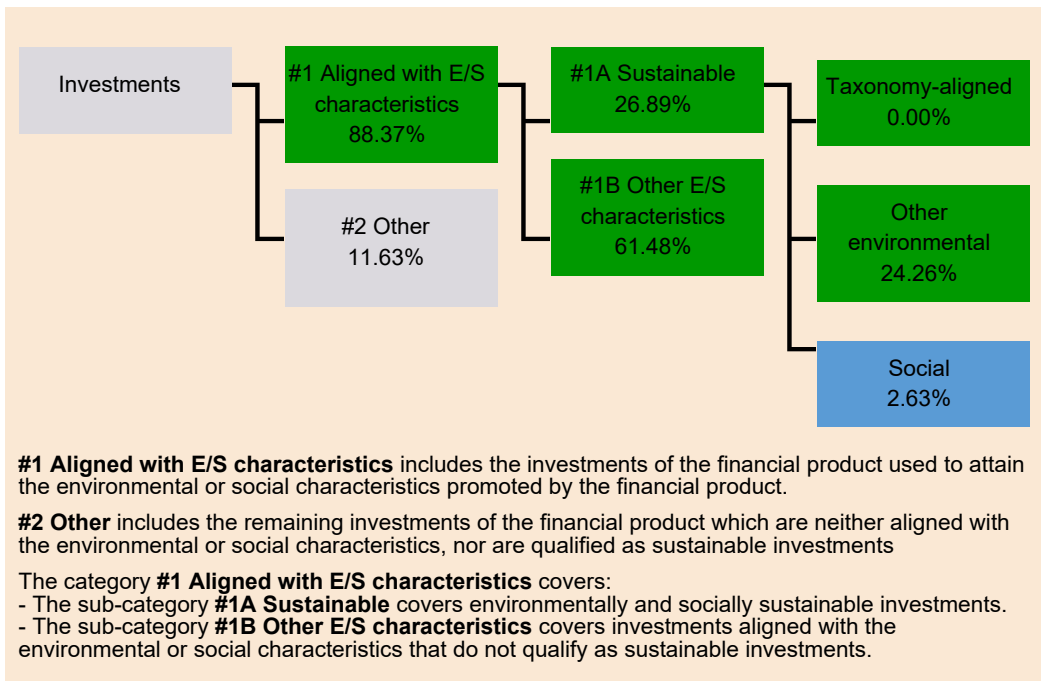 Investments
#1 Aligned with E/S
characteristics
88.37%
#2 Other
11.63%
#1A Sustainable
26.89%
#1B Other E/S
characteristics
61.48%
Taxonomy-aligned
0.00%
Other
environmental
24.26%
Social
2.63%
#1 Aligned with E/S characteristics includes the investments of the financial product used to attain
the environmental or social characteristics promoted by the financial product.
#2 Other includes the remaining investments of the financial product which are neither aligned with
the environmental or social characteristics, nor are qualified as sustainable investments
The category #1 Aligned with E/S characteristics covers:
- The sub-category #1A Sustainable covers environmentally and socially sustainable investments.
- The sub-category #1B Other E/S characteristics covers investments aligned with the
environmental or social characteristics that do not qualify as sustainable investments.